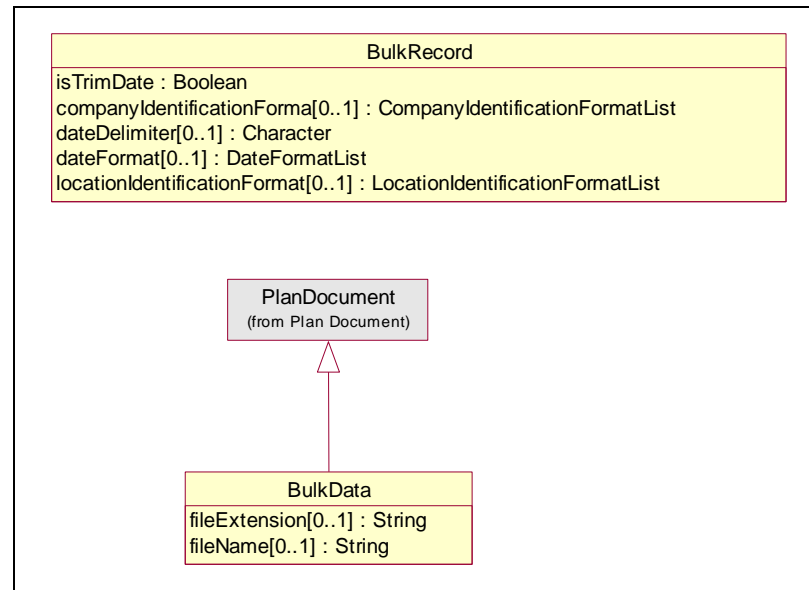 BulkRecord
isTrimDate : Boolean
companyIdentificationForma[0..1] : CompanyIdentificationFormatList
dateDelimiter[0..1] : Character
dateFormat[0..1] : DateFormatList
locationIdentificationFormat[0..1] : LocationIdentificationFormatList
PlanDocument
(from Plan Document)
BulkData
fileExtension[0..1] : String
fileName[0..1] : String